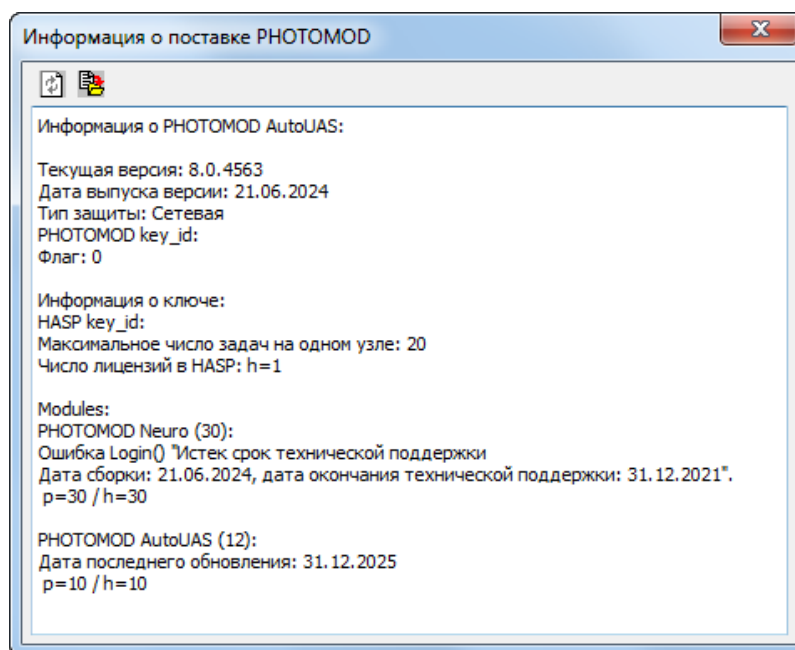 Информация о поставке PHOTOMOD
Информация о PHOTOMOD AutoUAS:
Текущая версия: 8.0.4563
Дата выпуска версии: 21.06.2024
Тип защиты: Сетевая
PHOTOMOD key_id:
Флаг: 0
Информация о ключе:
HASP key_id:
Максимальное число задач на одном узле: 20
Число лицензий в HASP: h=1
Modules:
PHOTOMOD Neuro (30):
Ошибка Login() "Истек срок технической поддержки
Дата сборки: 21.06.2024, дата окончания технической поддержки: 31.12.2021".
p=30 / h=30
PHOTOMOD AutoUAS (12):
Дата последнего обновления: 31.12.2025
p=10 / h=10